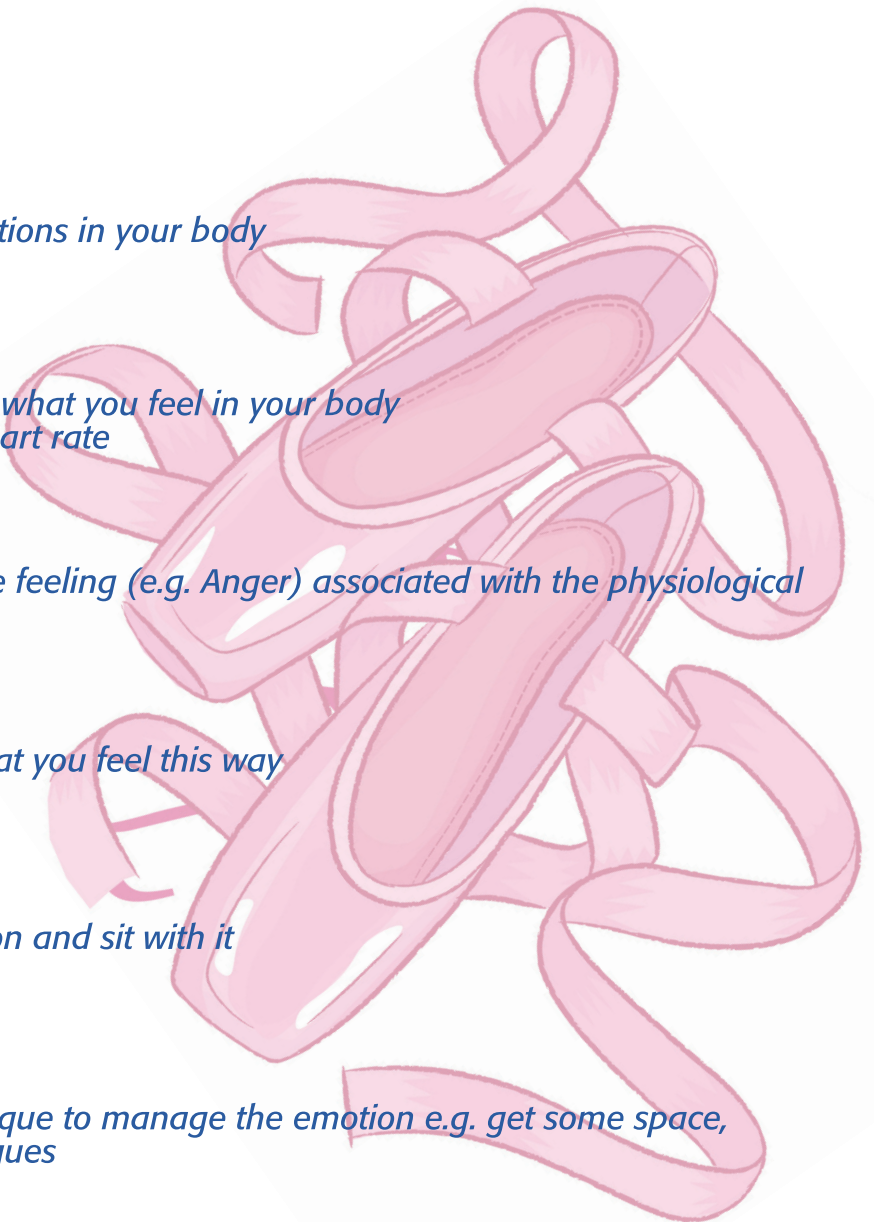 tions in your body
what you feel in your body
art rate
e feeling (e.g. Anger) associated with the physiological
at you feel this way
on and sit with it
que to manage the emotion e.g. get some space,
ques